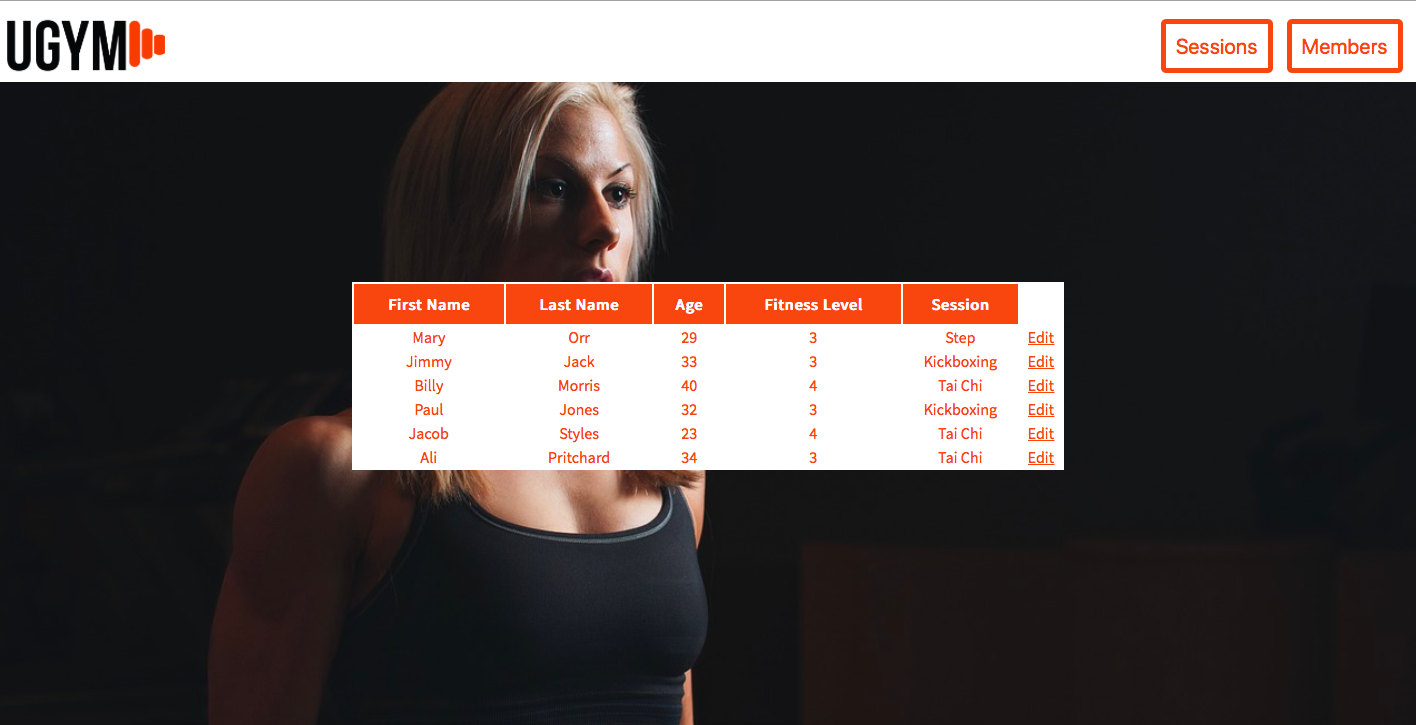 UGYM
Sessions Members
First Name Last Name Age Fitness Level Session
Mary Orr 29 3 Step Edit
Jimmy Jack 33 3 Kickboxing Edit
Billy Morris 40 4 Tai Chi Edit
Paul Jones 32 3 Kickboxing Edit
Jacob Styles 23 4 Tai Chi Edit
Ali Pritchard 34 3 Tai Chi Edit